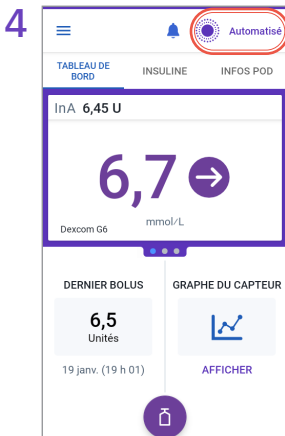 4
Automatisé
TABLEAU DE
BORD
INSULINE
INFOS POD
InA 6,45 U
6,7
mmol/L
Dexcom G6
DERNIER BOLUS
GRAPHE DU CAPTEUR
6,5
Unités
19 janv. (19 h 01)
AFFICHER